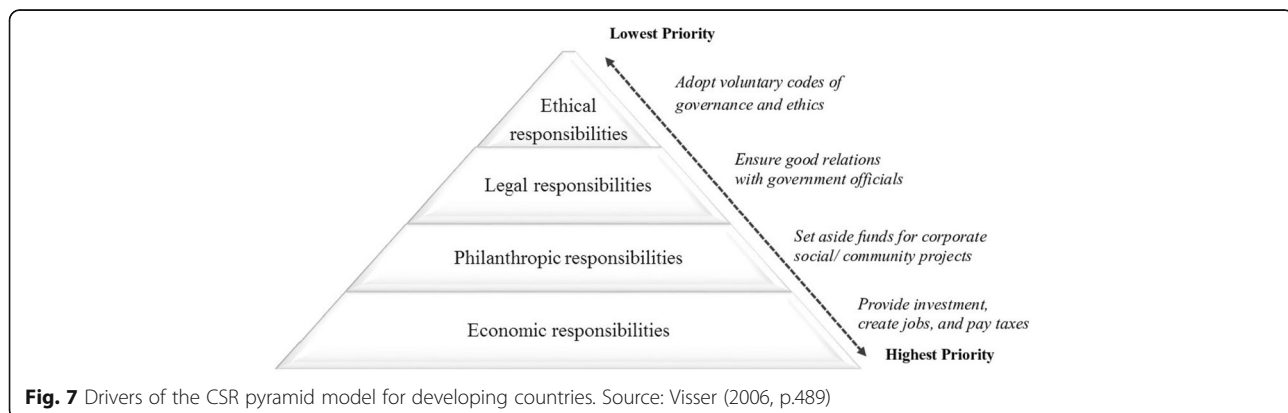 Lowest Priority
Ethical
responsibilities
Adopt voluntary codes of
governance and ethics
Legal responsibilities
Ensure good relations
with government officials
Philanthropic responsibilities
Set aside funds for corporate
social/ community projects
Economic responsibilities
Provide investment,
create jobs, and pay taxes
Highest Priority
Fig. 7 Drivers of the CSR pyramid model for developing countries. Source: Visser (2006, p.489)